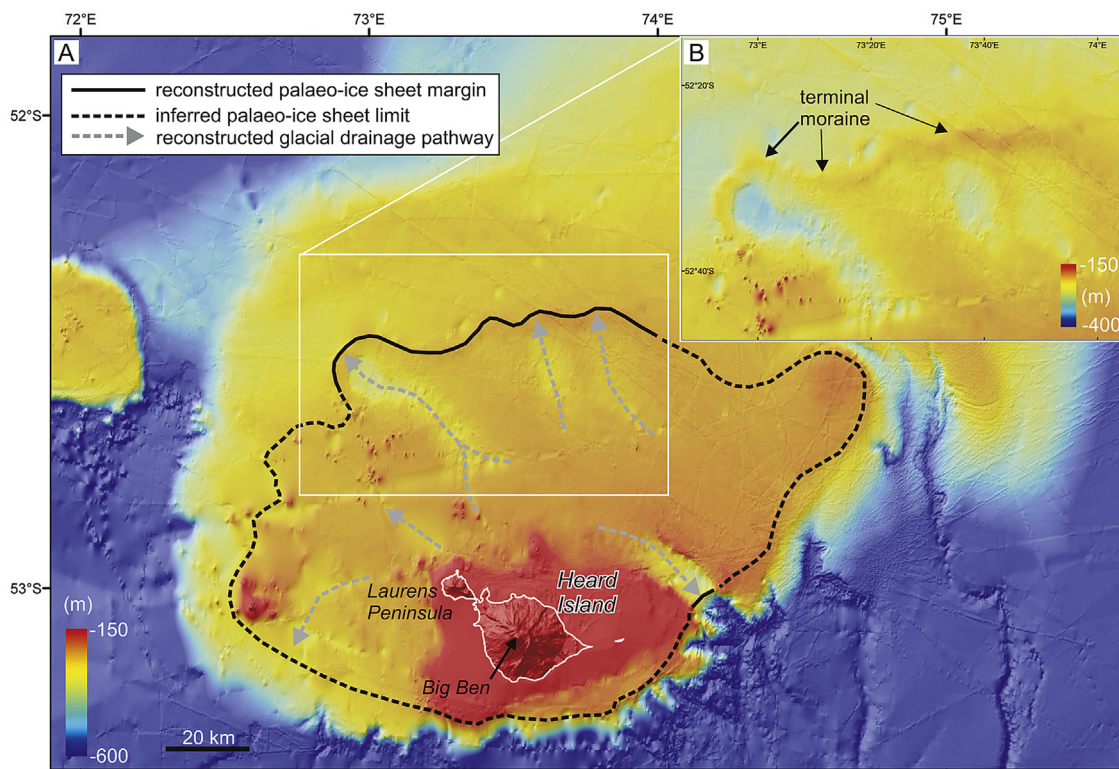 72°E
73°E
74°E
75°E
A
reconstructed palaeo-ice sheet margin
inferred palaeo-ice sheet limit
reconstructed glacial drainage pathway
52°S
53°S
B
73°E
73°20'E
73°40'E
74°E
52°20'S
52°40'S
terminal
moraine
-150
(m)
-400
Laurens
Peninsula
Heard
Island
Big Ben
(m)
-150
-600
20 km